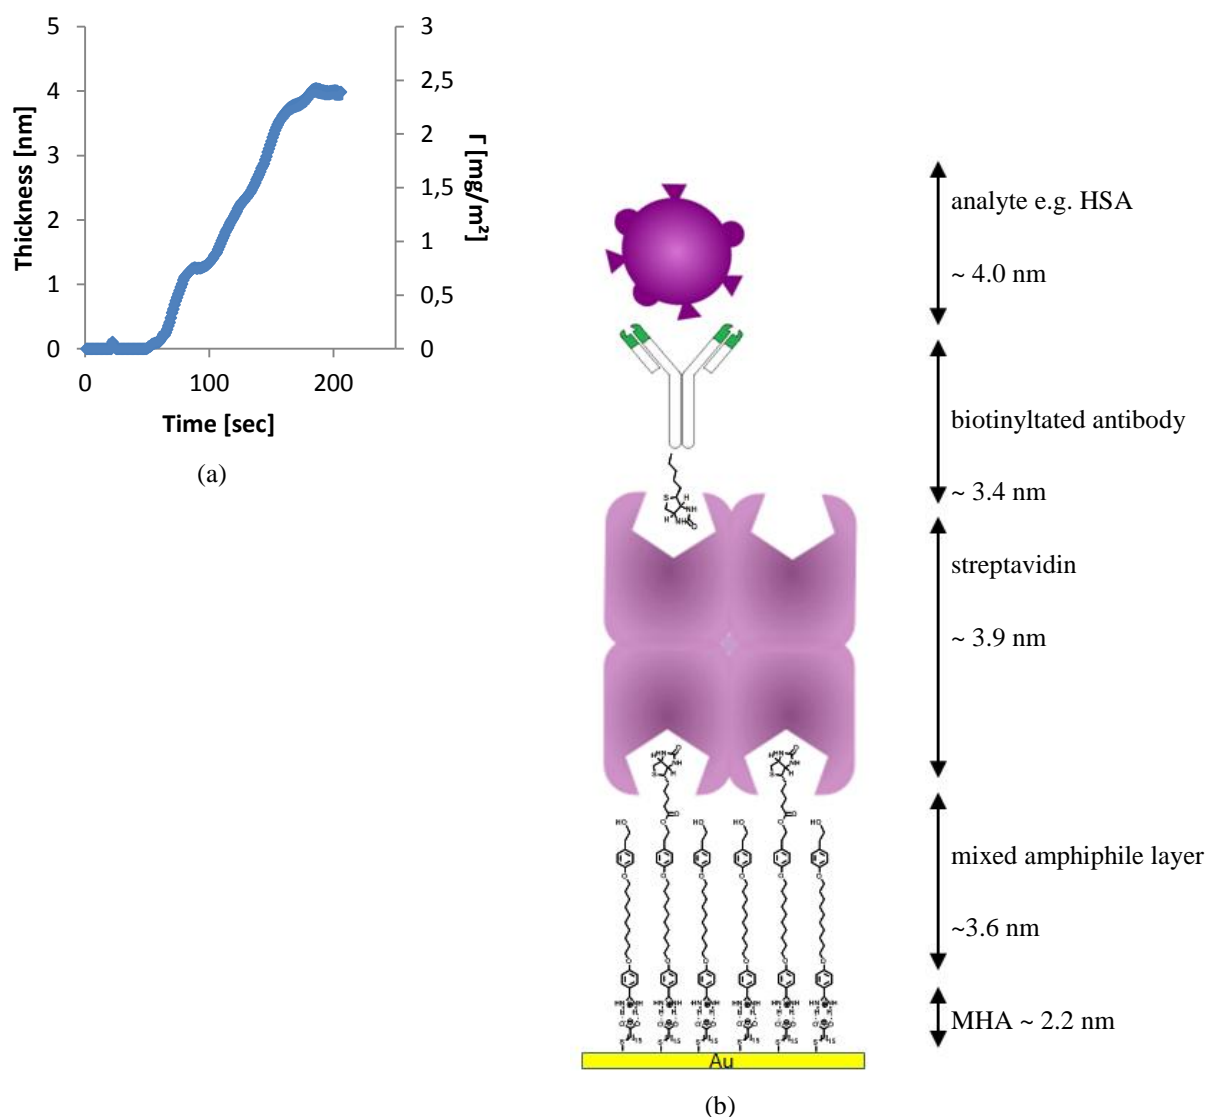 5
4
3
2
1
0
Thickness [nm]
3
2,5
2
1,5
1
0,5
0
Γ [mg/m²]
0 100 200
Time [sec]
(a)
analyte e.g. HSA
~ 4.0 nm
biotinyltated antibody
~ 3.4 nm
streptavidin
~ 3.9 nm
mixed amphiphile layer
~3.6 nm
MHA ~ 2.2 nm
Au
(b)